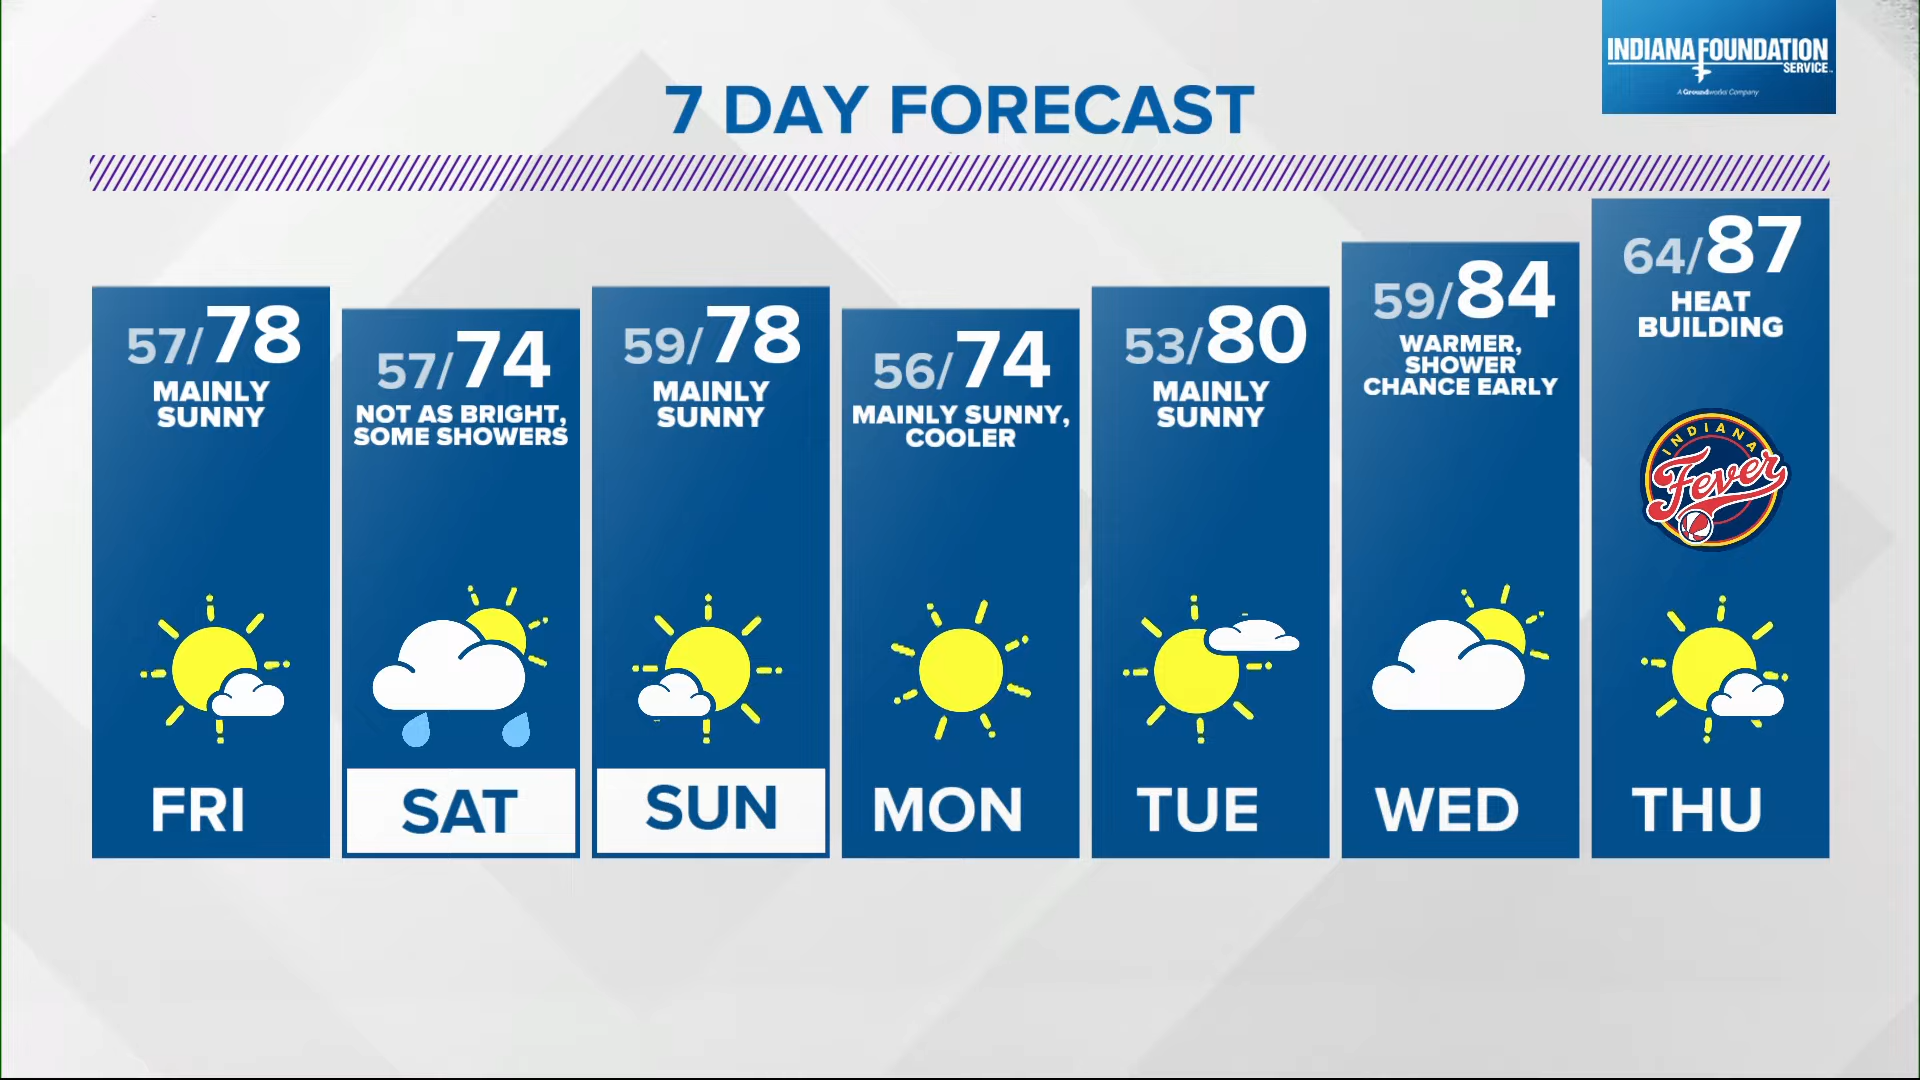 INDIANA FOUNDATION
SERVICE
A Groundworks Company
7 DAY FORECAST
57/78
MAINLY
SUNNY
FRI
57/74
NOT AS BRIGHT,
SOME SHOWERS
SAT
59/78
MAINLY
SUNNY
SUN
56/74
MAINLY SUNNY,
COOLER
MON
53/80
MAINLY
SUNNY
TUE
59/84
WARMER,
SHOWER
CHANCE EARLY
WED
64/87
HEAT
BUILDING
INDIANA
Fever
THU